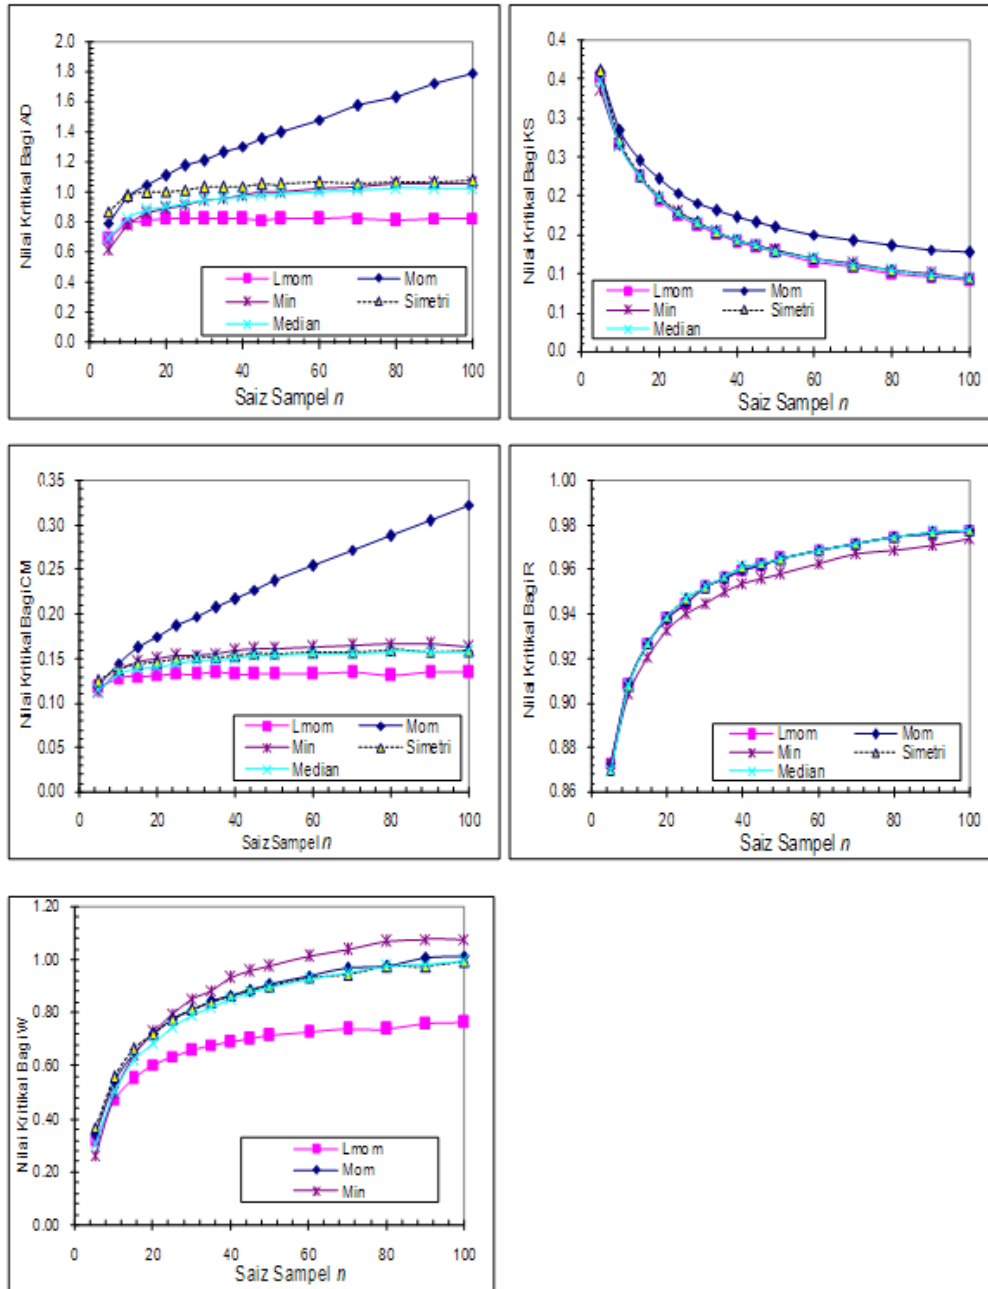 Nilai Kritikal Bagi AD
2.0
1.8
1.6
1.4
1.2
1.0
0.8
0.6
0.4
0.2
0.0
Lmom Mom
Min Simetri
Median
0 20 40 60 80 100
Saiz Sampel n
Nilai Kritikal Bagi KS
0.4
0.4
0.3
0.3
0.2
0.2
0.1
0.1
0.0
Lmom Mom
Min Simetri
Median
0 20 40 60 80 100
Saiz Sampel n
Nilai Kritikal Bagi CM
0.35
0.30
0.25
0.20
0.15
0.10
0.05
0.00
Lmom Mom
Min Simetri
Median
0 20 40 60 80 100
Saiz Sampel n
Nilai Kritikal Bagi R
1.00
0.98
0.96
0.94
0.92
0.90
0.88
0.86
Lmom Mom
Min Simetri
Median
0 20 40 60 80 100
Saiz Sampel n
Nilai Kritikal Bagi W
1.20
1.00
0.80
0.60
0.40
0.20
0.00
Lmom
Mom
Min
0 20 40 60 80 100
Saiz Sampel n